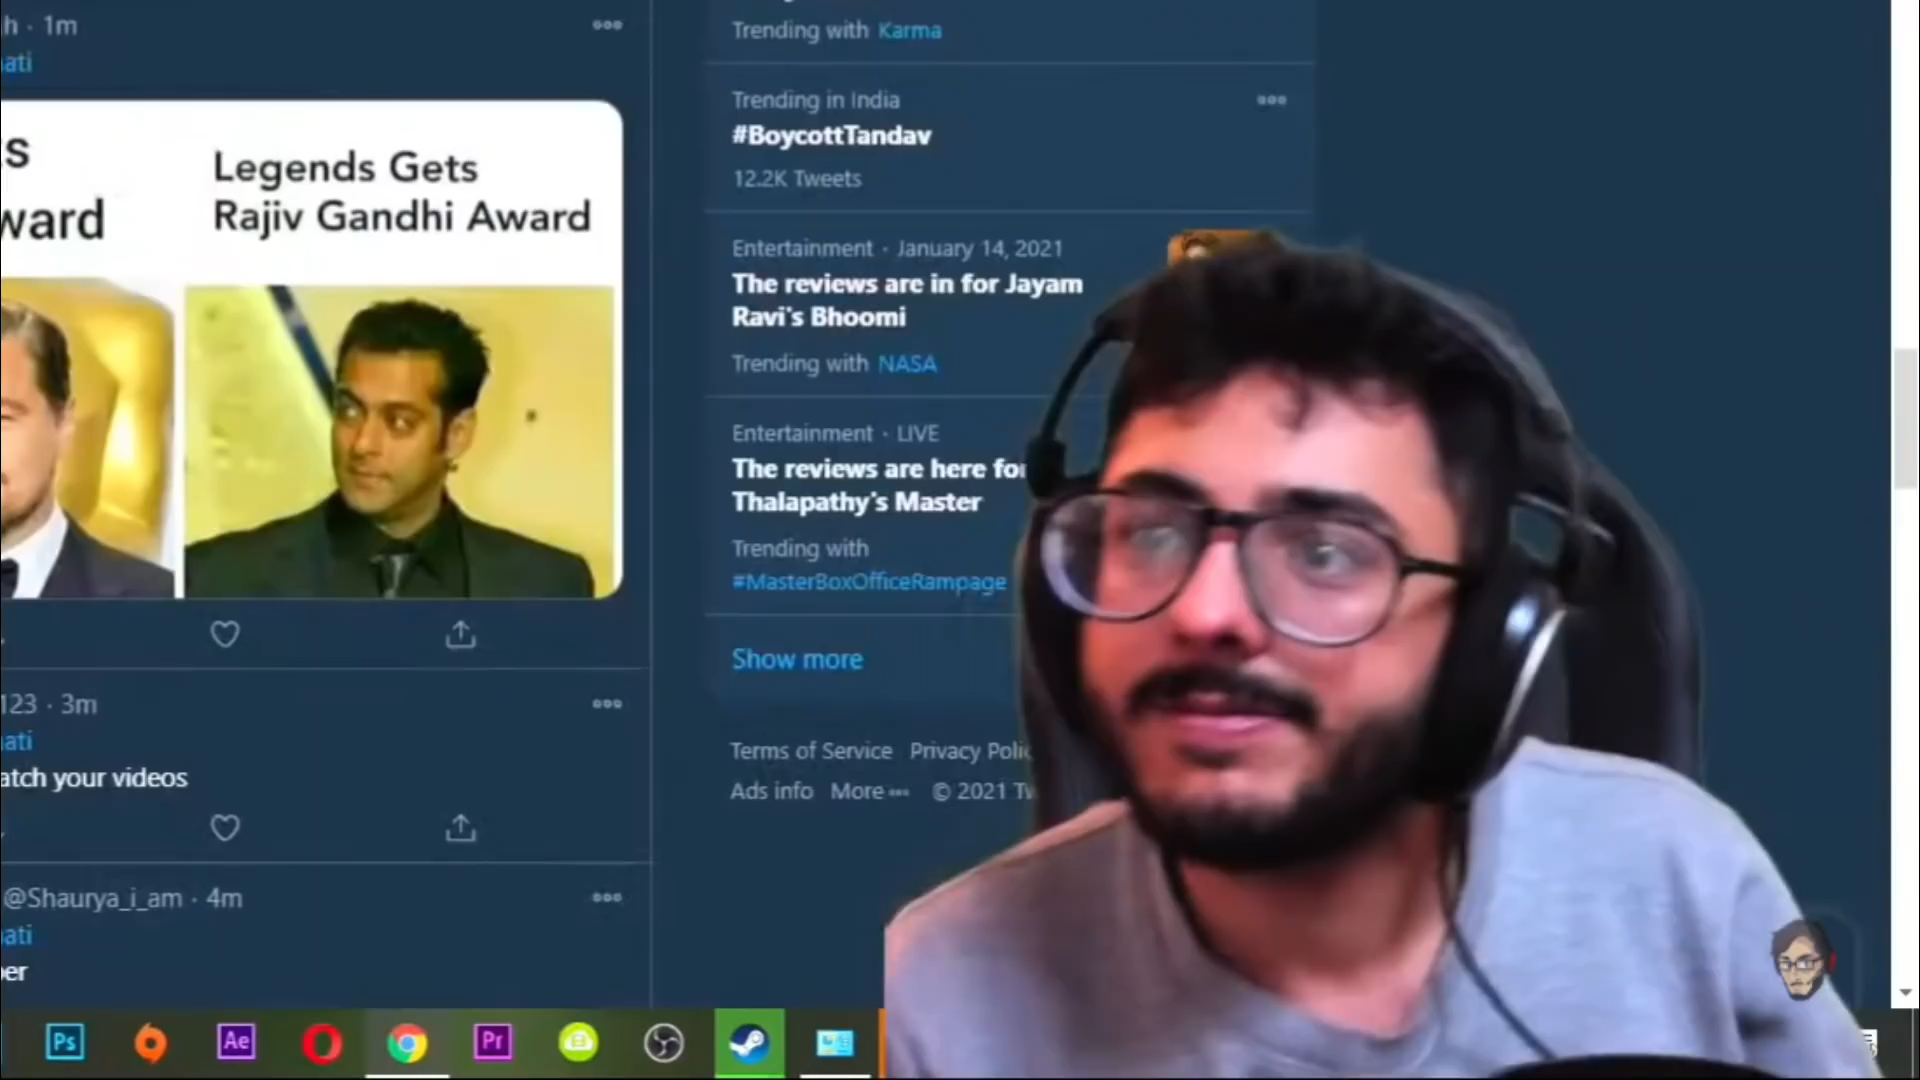 h · 1m
ati
s
ward
Legends Gets
Rajiv Gandhi Award
123 · 3m
ati
atch your videos
@Shaurya_i_am · 4m
ati
er
Trending with Karma
Trending in India
#BoycottTandav
12.2K Tweets
Entertainment · January 14, 2021
The reviews are in for Jayam
Ravi's Bhoomi
Trending with NASA
Entertainment · LIVE
The reviews are here for
Thalapathy's Master
Trending with
#MasterBoxOfficeRampage
Show more
Terms of Service Privacy Polic
Ads info More ••• © 2021 Tw
Ps
Ae
Pr